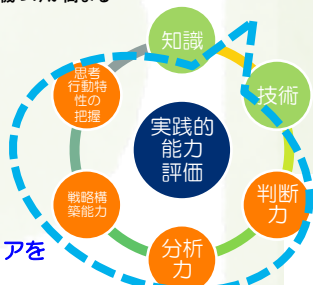 知識
技術
思考
行動特
性の
把握
実践的
能力
評価
戦略構
築能力
判断
力
分析
力
アを